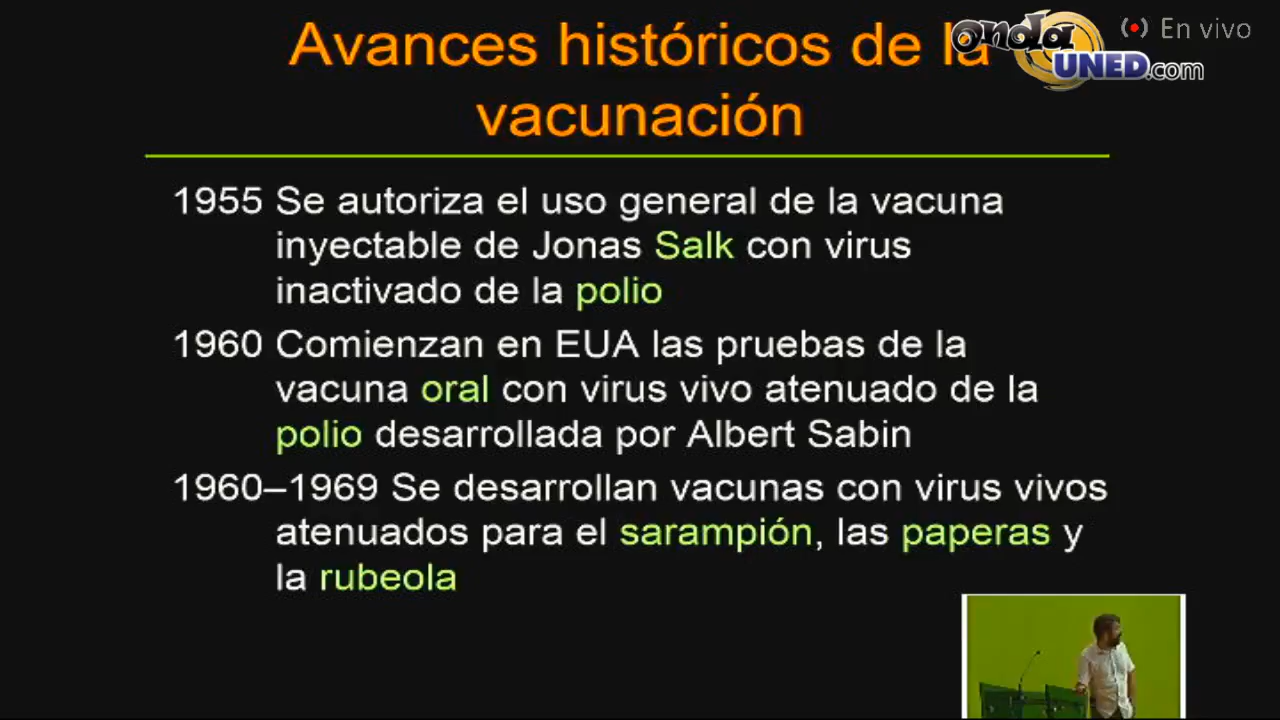 Avances históricos de la
vacunación
onda
UNED.com
En vivo
1955 Se autoriza el uso general de la vacuna
inyectable de Jonas Salk con virus
inactivado de la polio
1960 Comienzan en EUA las pruebas de la
vacuna oral con virus vivo atenuado de la
polio desarrollada por Albert Sabin
1960–1969 Se desarrollan vacunas con virus vivos
atenuados para el sarampión, las paperas y
la rubeola